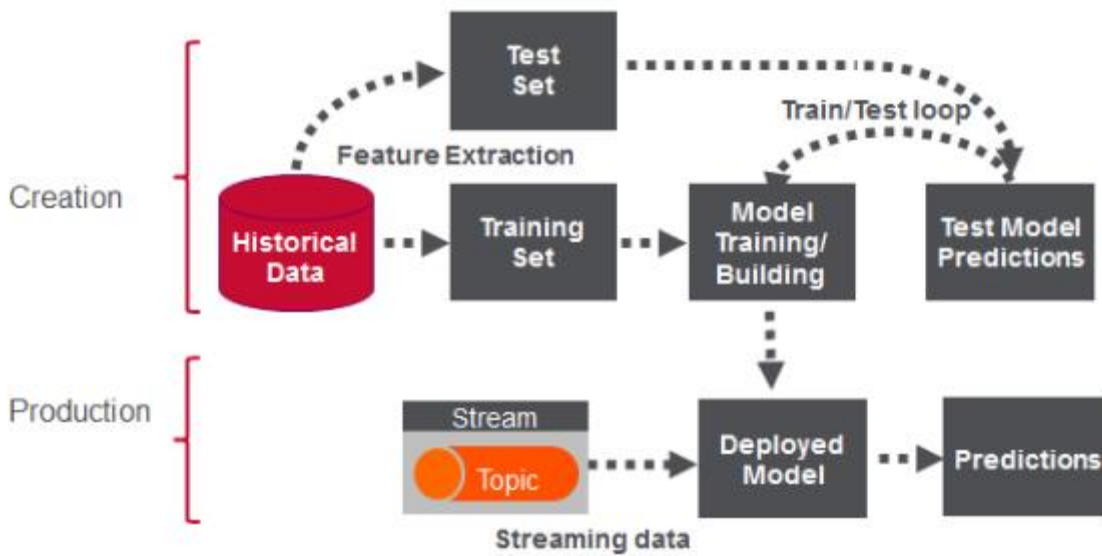 Test
Set
Train/Test loop
Feature Extraction
Creation
Historical
Data
Training
Set
Model
Training/
Building
Test Model
Predictions
Production
Stream
Topic
Deployed
Model
Predictions
Streaming data